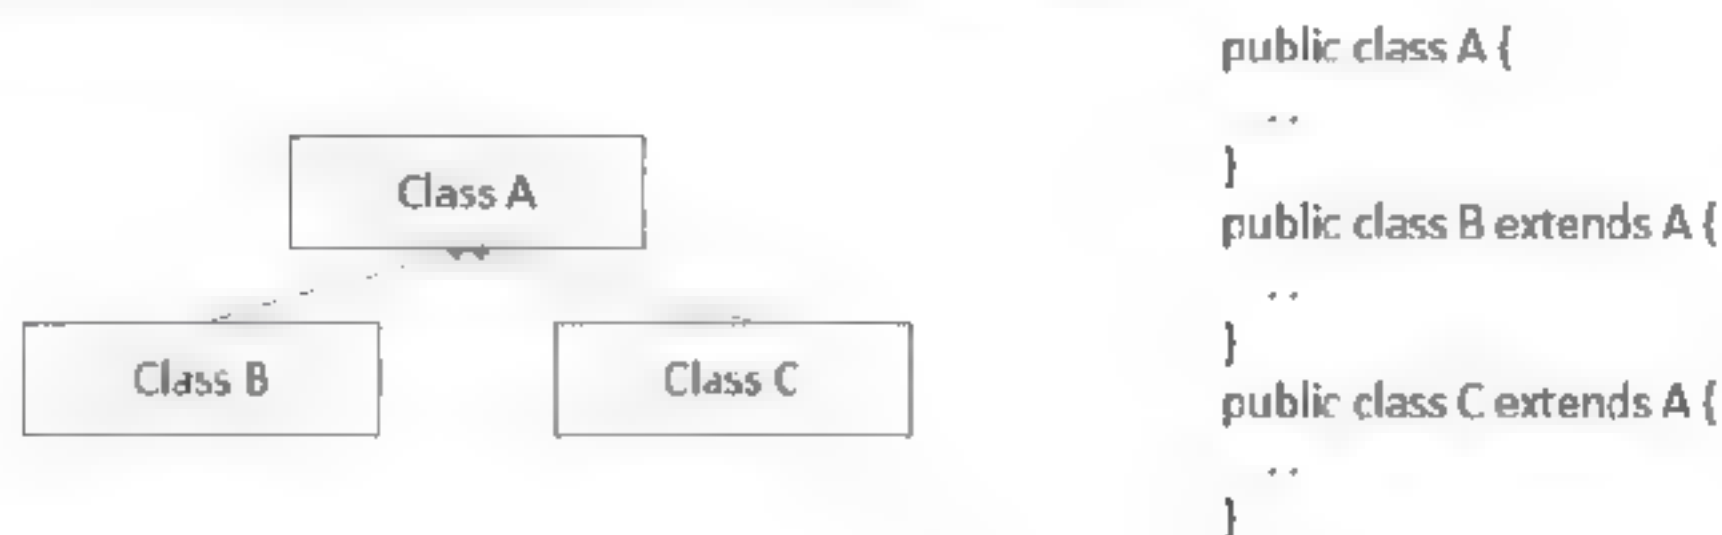 Class A
Class B
Class C
public class A {
..
}
public class B extends A {
..
}
public class C extends A {
..
}